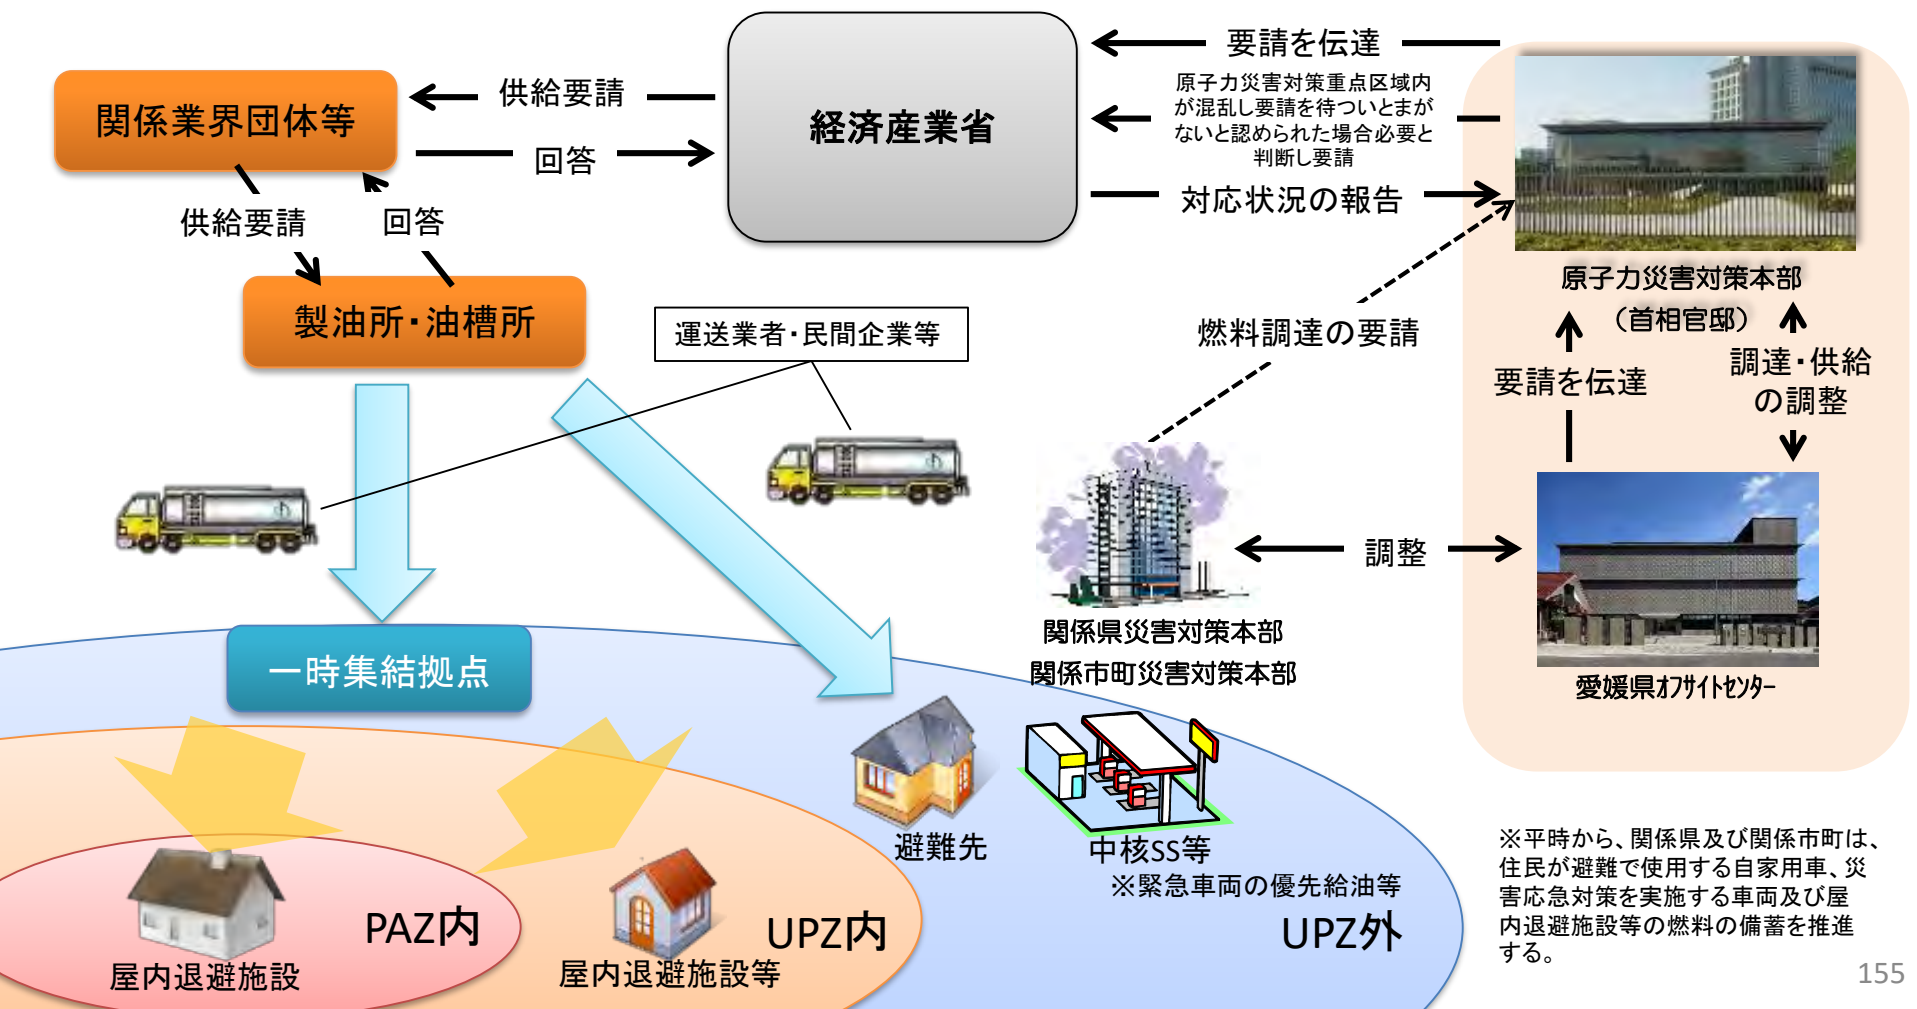 要請を伝達
原子力災害対策重点区域内
が混乱し要請を待ついとまが
ないと認められた場合必要と
判断し要請
供給要請
関係業界団体等
経済産業省
回答
対応状況の報告
供給要請
回答
原子力災害対策本部
（首相官邸）
製油所・油槽所
運送業者・民間企業等
燃料調達の要請
要請を伝達
調達・供給
の調整
調整
関係県災害対策本部
関係市町災害対策本部
愛媛県オフサイトセンター
一時集結拠点
避難先
中核SS等
※緊急車両の優先給油等
PAZ内
UPZ内
UPZ外
屋内退避施設
屋内退避施設等
※平時から、関係県及び関係市町は、
住民が避難で使用する自家用車、災
害応急対策を実施する車両及び屋
内退避施設等の燃料の備蓄を推進
する。
155